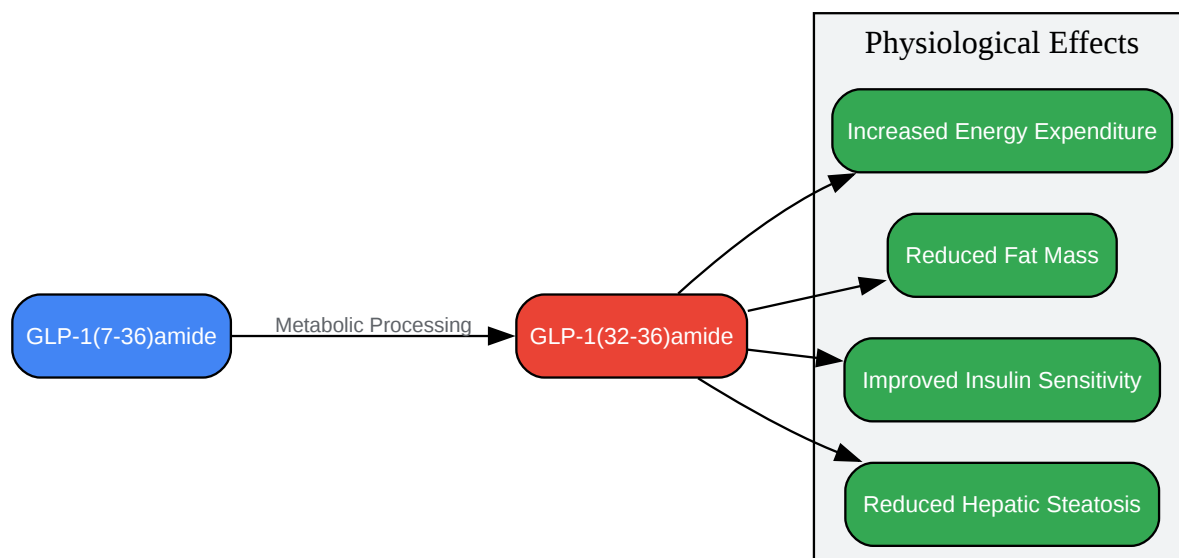 Physiological Effects
Increased Energy Expenditure
Reduced Fat Mass
GLP-1(7-36)amide
Metabolic Processing
GLP-1(32-36)amide
Improved Insulin Sensitivity
Reduced Hepatic Steatosis